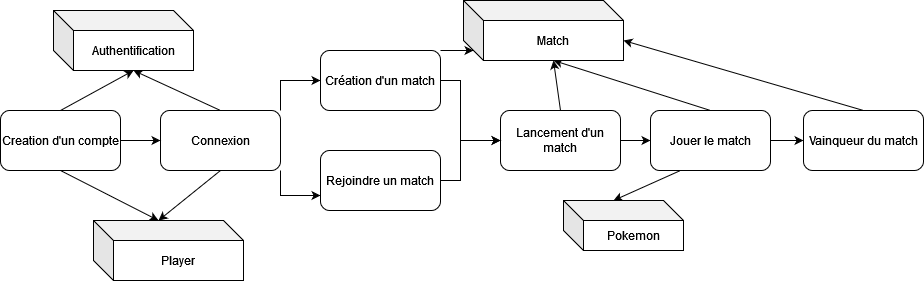 Authentification
Match
Création d'un match
Creation d'un compte
Connexion
Lancement d'un
match
Jouer le match
Vainqueur du match
Rejoindre un match
Player
Pokemon